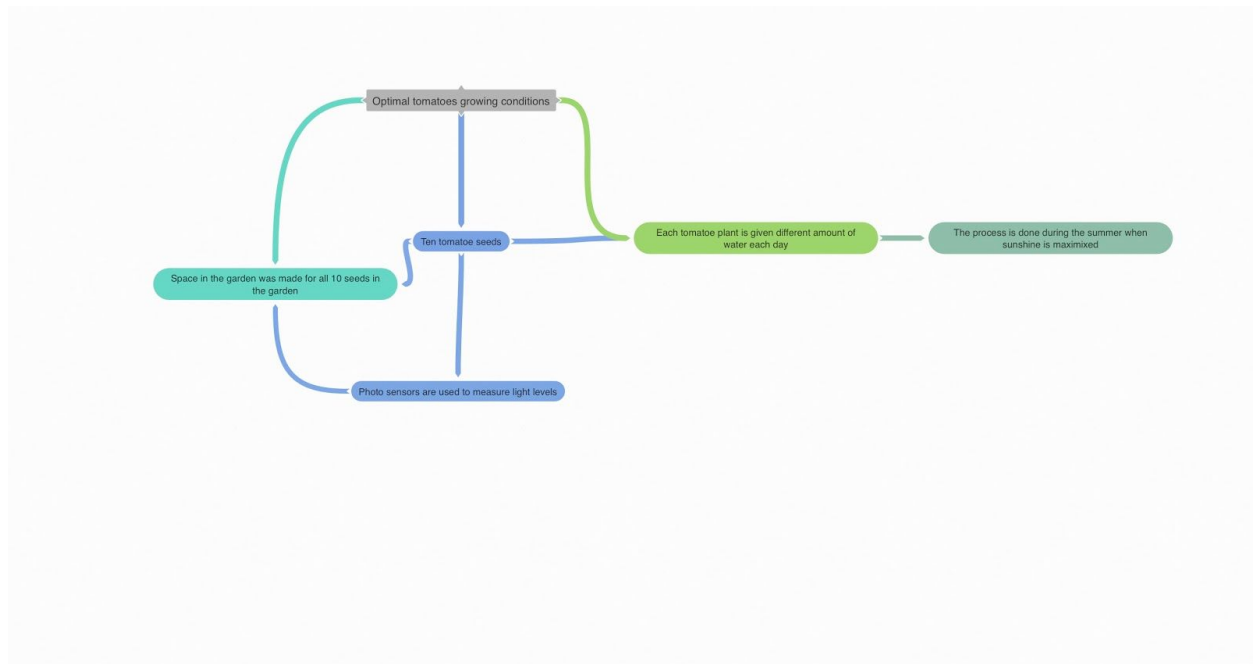 Optimal tomatoes growing conditions
Ten tomatoe seeds
Each tomatoe plant is given different amount of
water each day
The process is done during the summer when
sunshine is maximixed
Space in the garden was made for all 10 seeds in
the garden
Photo sensors are used to measure light levels